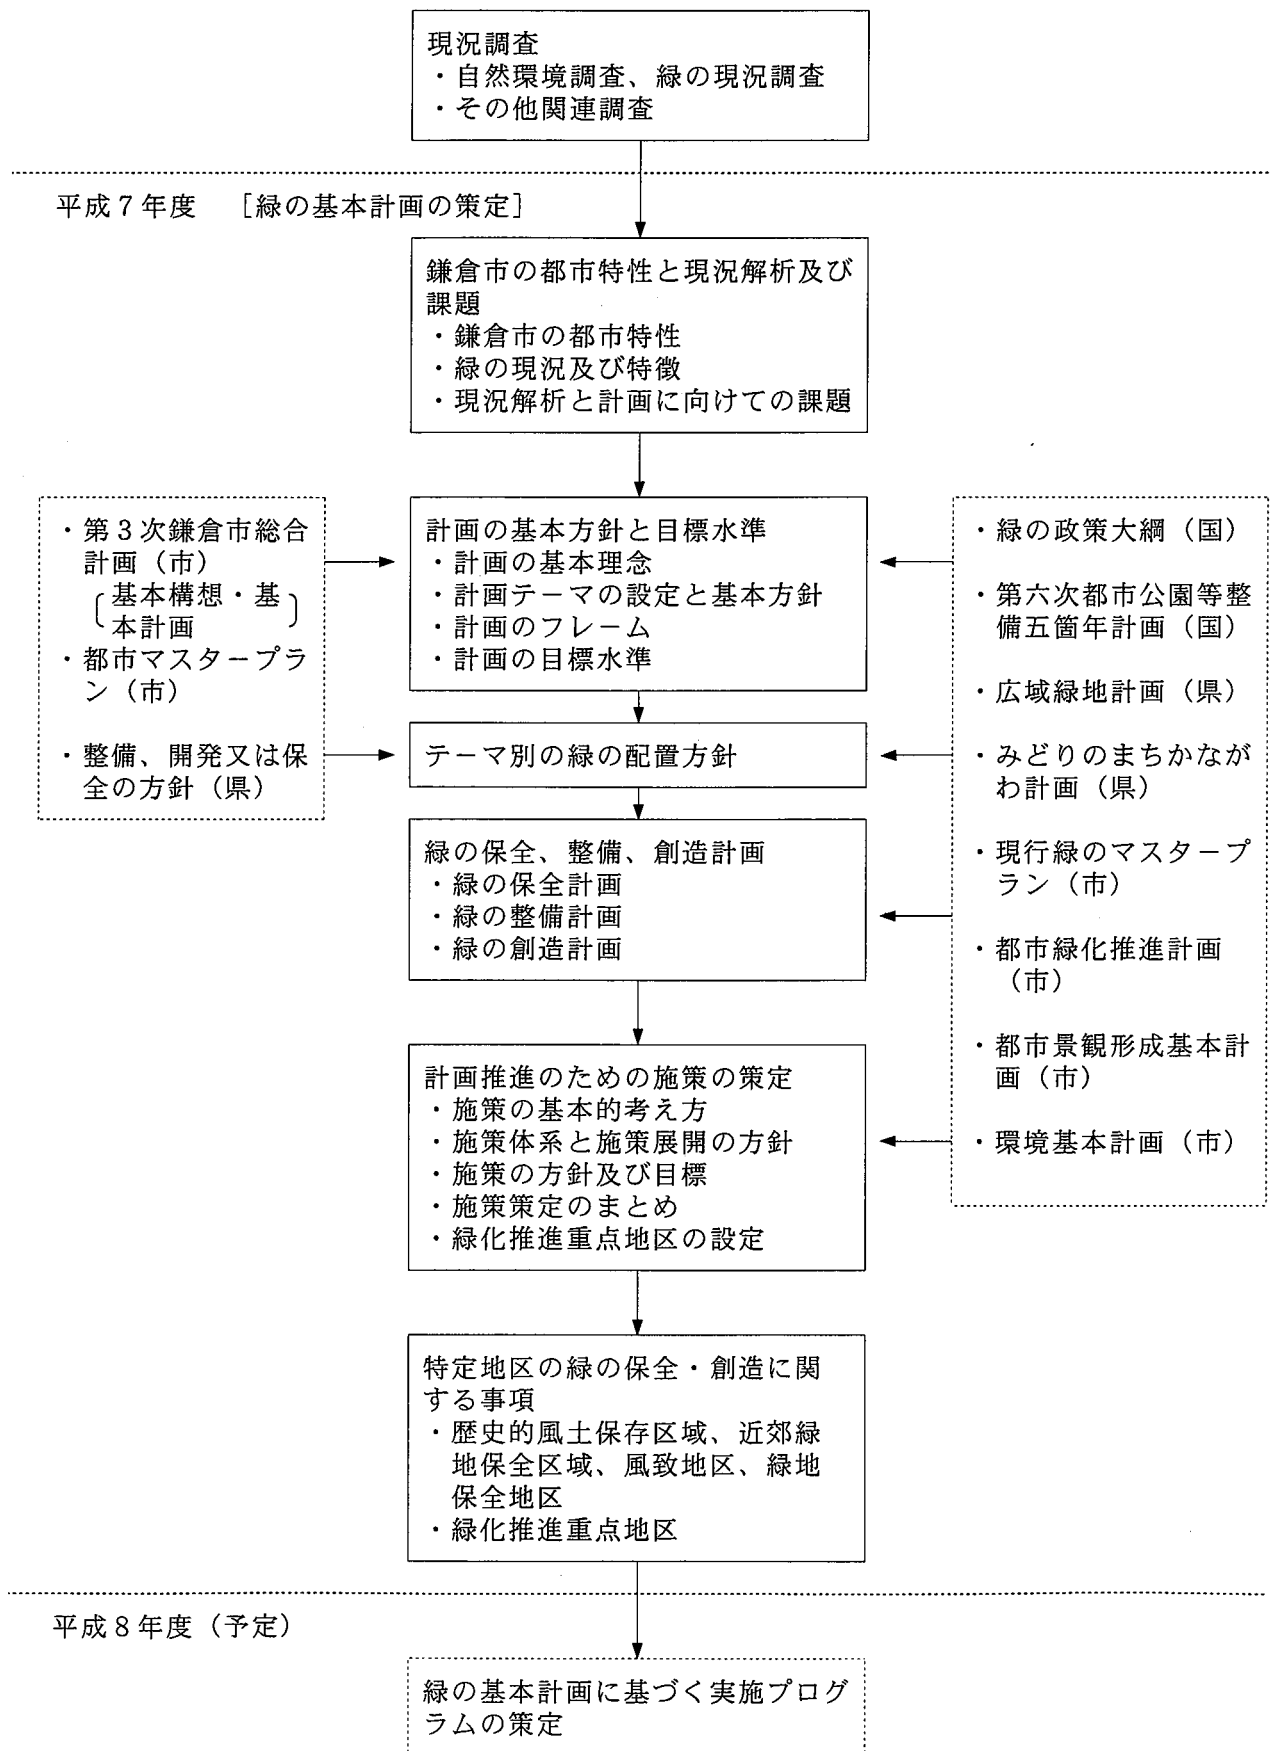 現況調査
・自然環境調査、緑の現況調査
・その他関連調査
平成７年度　［緑の基本計画の策定］
鎌倉市の都市特性と現況解析及び
課題
・鎌倉市の都市特性
・緑の現況及び特徴
・現況解析と計画に向けての課題
・第３次鎌倉市総合
計画（市）
〔基本構想・基〕
本計画
・都市マスタープラ
ン（市）
・整備、開発又は保
全の方針（県）
計画の基本方針と目標水準
・計画の基本理念
・計画テーマの設定と基本方針
・計画のフレーム
・計画の目標水準
テーマ別の緑の配置方針
緑の保全、整備、創造計画
・緑の保全計画
・緑の整備計画
・緑の創造計画
・緑の政策大綱（国）
・第六次都市公園等整
備五箇年計画（国）
・広域緑地計画（県）
・みどりのまちかなが
わ計画（県）
・現行緑のマスタープ
ラン（市）
・都市緑化推進計画
（市）
・都市景観形成基本計
画（市）
・環境基本計画（市）
計画推進のための施策の策定
・施策の基本的考え方
・施策体系と施策展開の方針
・施策の方針及び目標
・施策策定のまとめ
・緑化推進重点地区の設定
特定地区の緑の保全・創造に関
する事項
・歴史的風土保存区域、近郊緑
地保全区域、風致地区、緑地
保全地区
・緑化推進重点地区
平成８年度（予定）
緑の基本計画に基づく実施プログ
ラムの策定